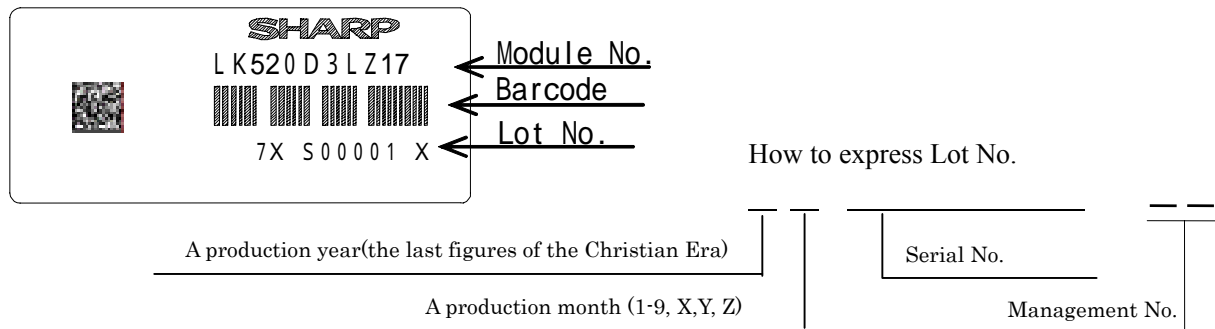 SHARP
LK520D3LZ17
Module No.
Barcode
7X S00001 X
Lot No.
How to express Lot No.
A production year(the last figures of the Christian Era)
Serial No.
A production month (1-9, X,Y, Z)
Management No.